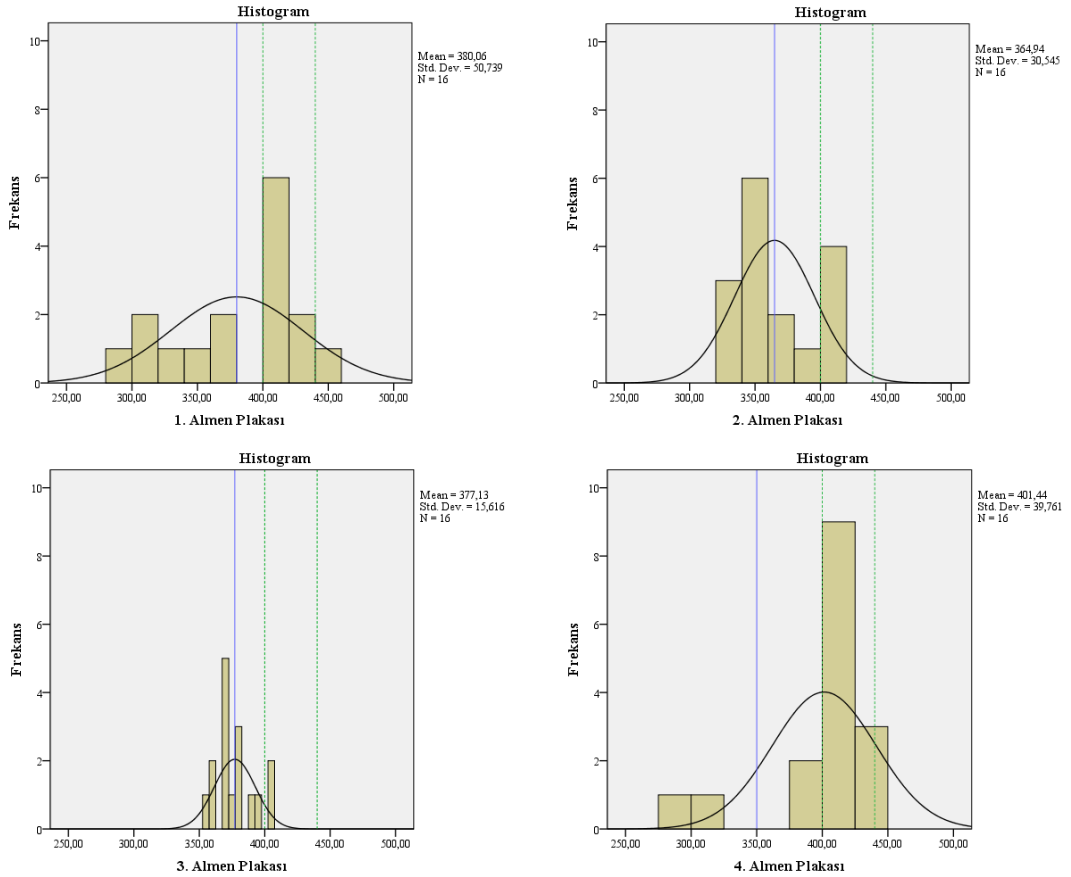 Histogram
Mean = 380,06
Std. Dev. = 50,739
N = 16
Frekans
10
8
6
4
2
0
250,00 300,00 350,00 400,00 450,00 500,00
1. Almen Plakası
Histogram
Mean = 364,94
Std. Dev. = 30,545
N = 16
Frekans
10
8
6
4
2
0
250,00 300,00 350,00 400,00 450,00 500,00
2. Almen Plakası
Histogram
Mean = 377,13
Std. Dev. = 15,616
N = 16
Frekans
10
8
6
4
2
0
250,00 300,00 350,00 400,00 450,00 500,00
3. Almen Plakası
Histogram
Mean = 401,44
Std. Dev. = 39,761
N = 16
Frekans
10
8
6
4
2
0
250,00 300,00 350,00 400,00 450,00 500,00
4. Almen Plakası